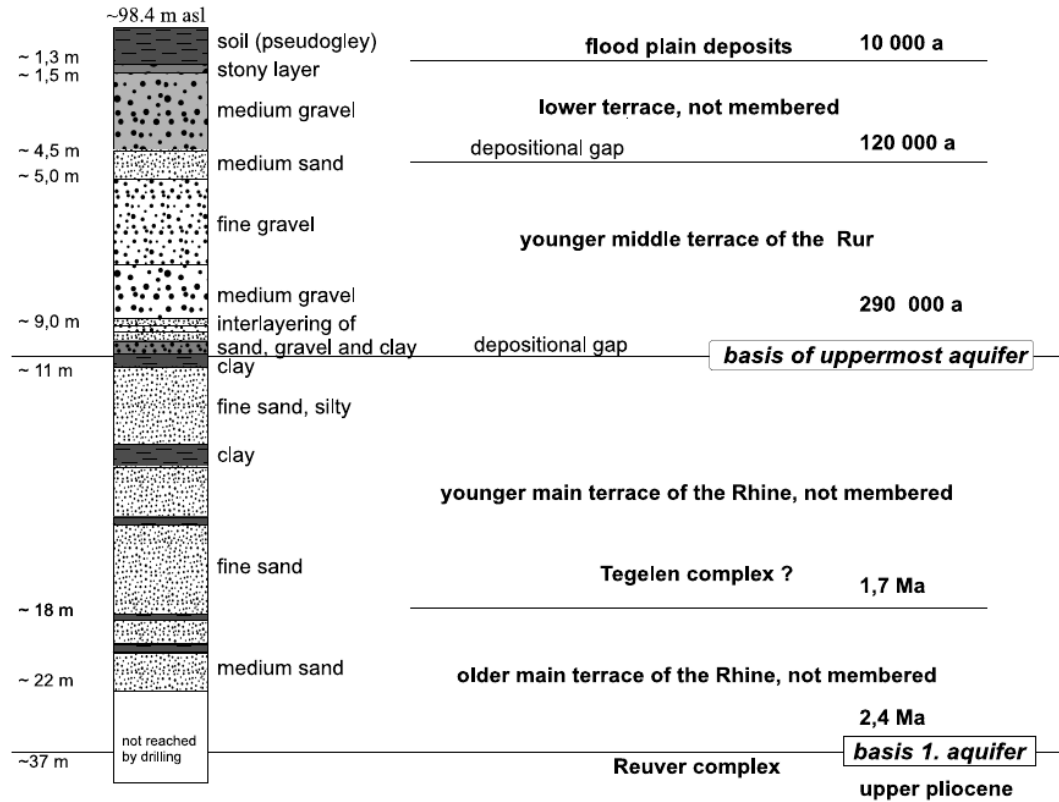 ~98.4 m asl
soil (pseudogley)
flood plain deposits
10 000 a
~ 1,3 m
stony layer
~ 1,5 m
medium gravel
lower terrace, not membered
~ 4,5 m
depositional gap
120 000 a
medium sand
~ 5,0 m
fine gravel
younger middle terrace of the Rur
medium gravel
290 000 a
~ 9,0 m
interlayering of
sand, gravel and clay
depositional gap
basis of uppermost aquifer
~ 11 m
clay
fine sand, silty
clay
younger main terrace of the Rhine, not membered
fine sand
Tegelen complex ?
1,7 Ma
~ 18 m
medium sand
older main terrace of the Rhine, not membered
~ 22 m
2,4 Ma
not reached
by drilling
basis 1. aquifer
~37 m
Reuver complex
upper pliocene